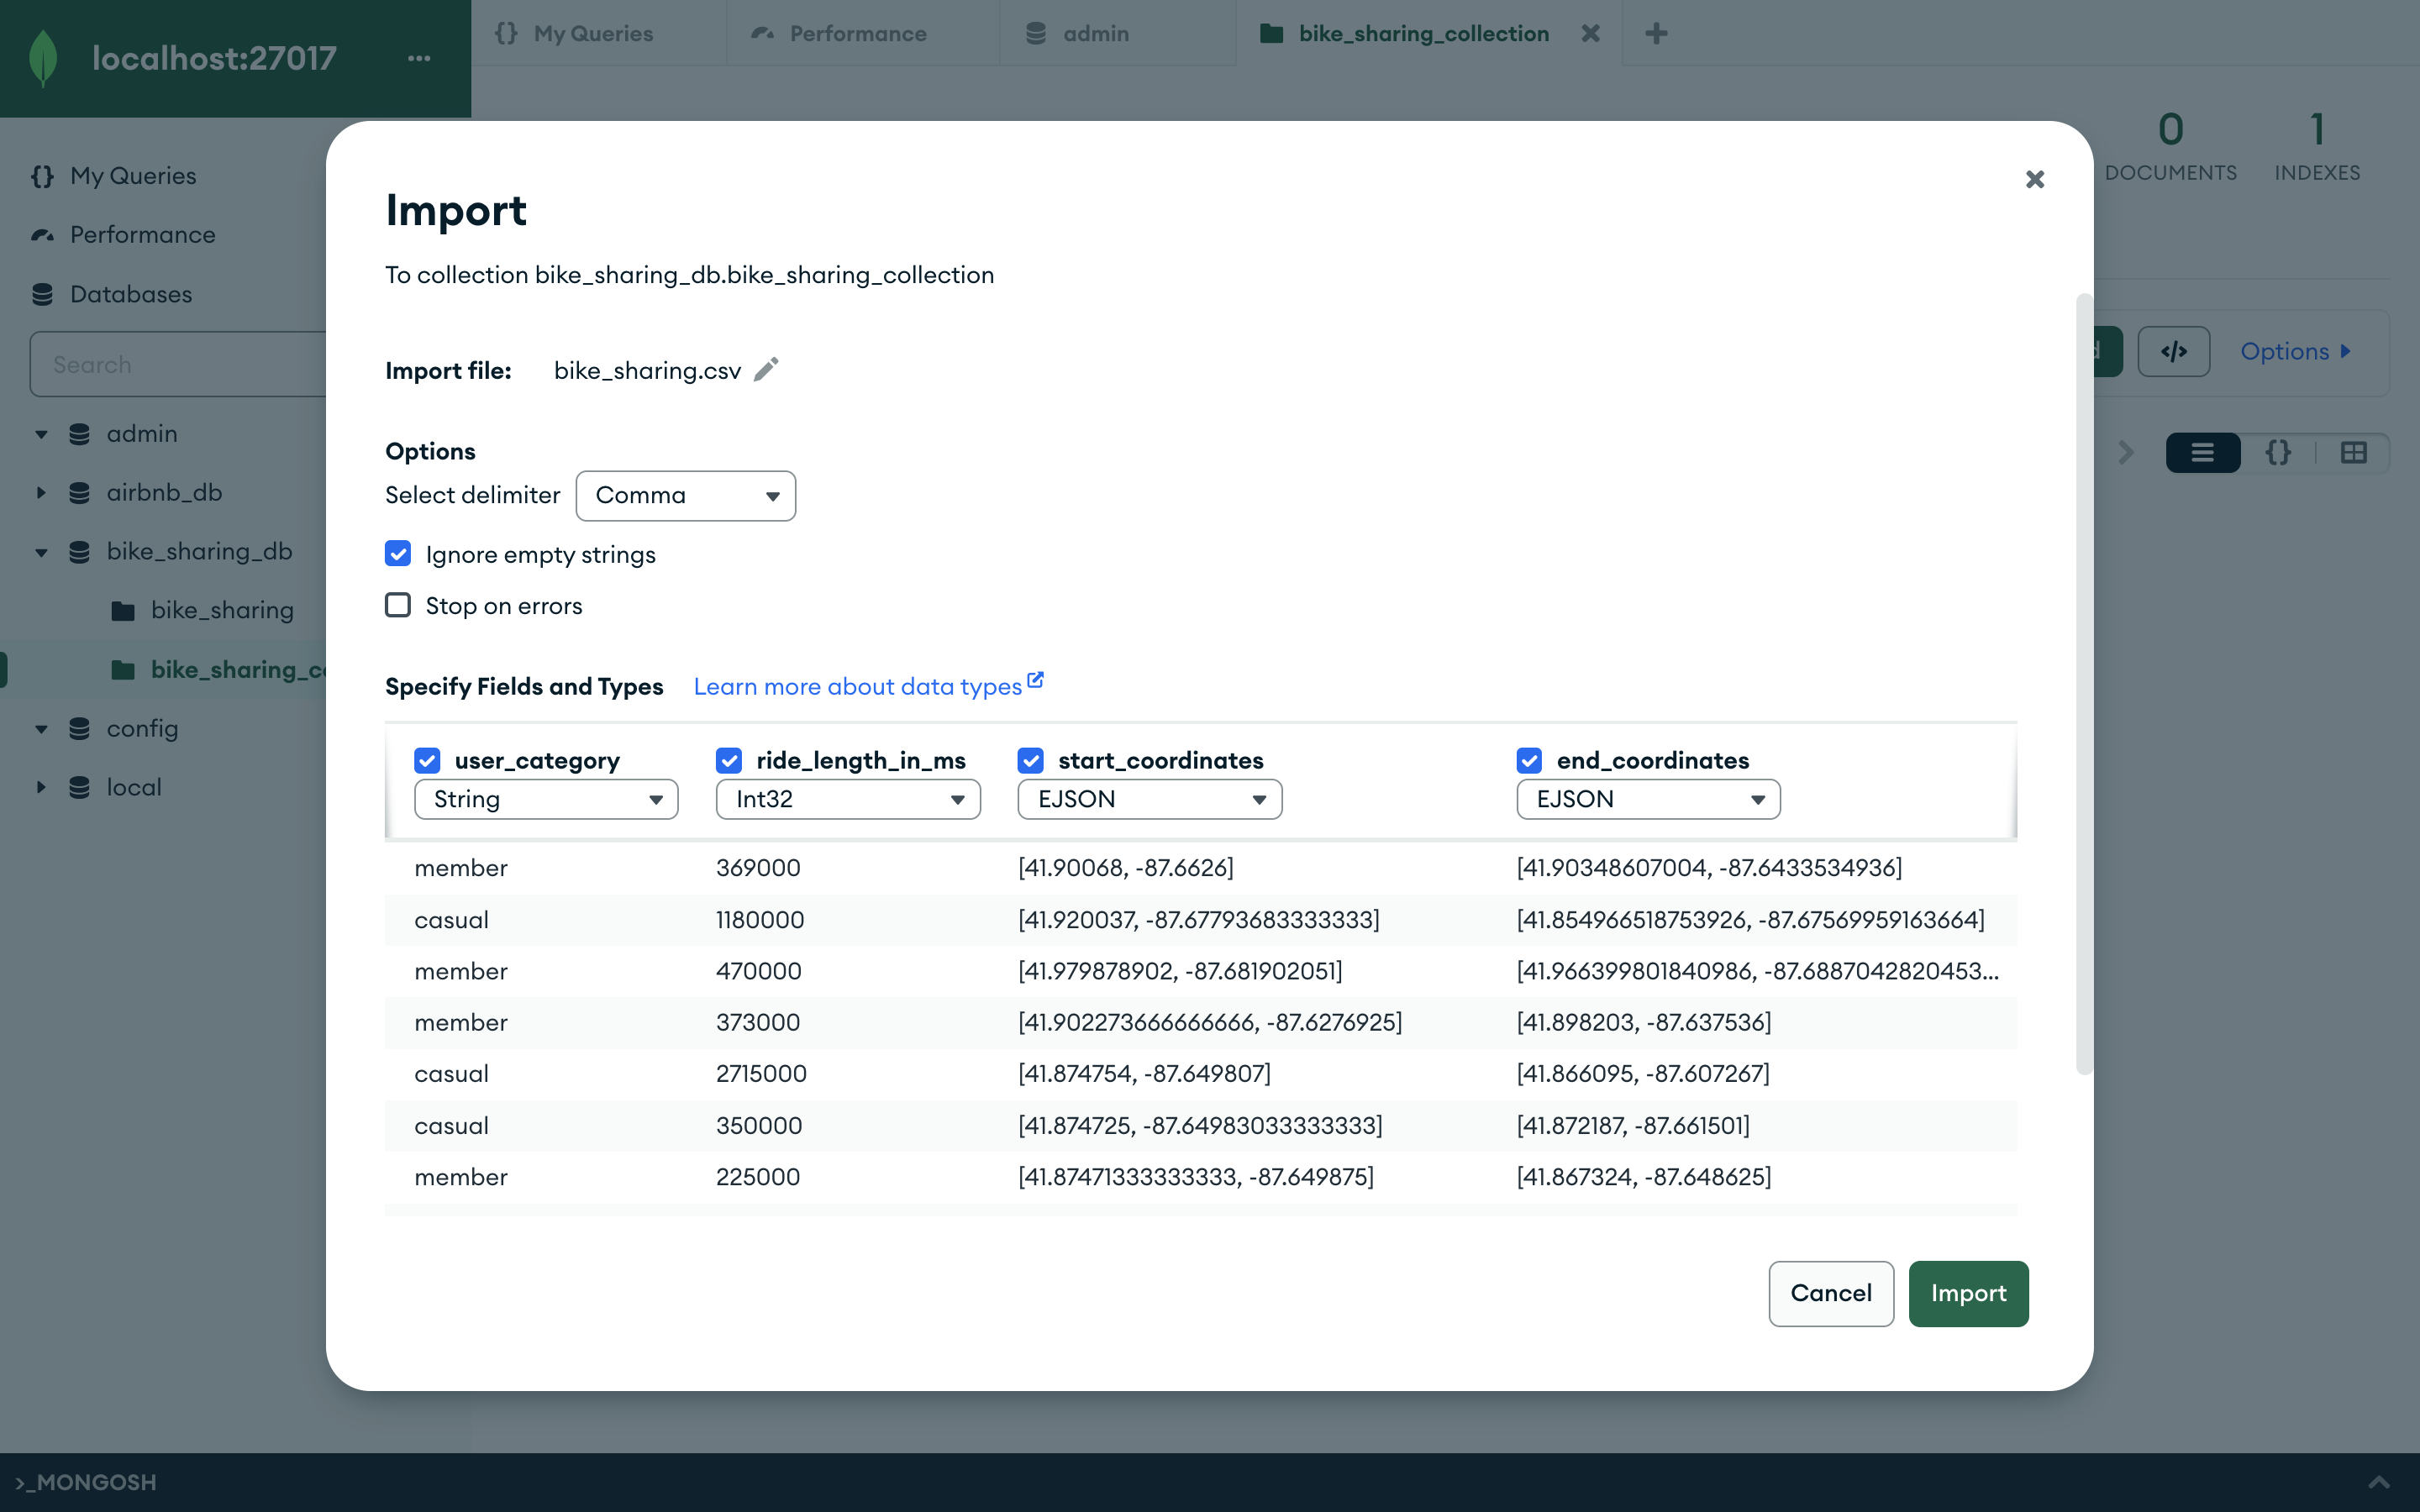 localhost:27017
My Queries
Performance
admin
bike_sharing_collection
My Queries
Performance
Databases
Search
admin
airbnb_db
bike_sharing_db
bike_sharing
bike_sharing_c
config
local
0
DOCUMENTS
1
INDEXES
</>
Options
{}
Import
To collection bike_sharing_db.bike_sharing_collection
Import file: bike_sharing.csv
Options
Select delimiter Comma
Ignore empty strings
Stop on errors
Specify Fields and Types Learn more about data types
user_category ride_length_in_ms start_coordinates end_coordinates
String Int32 EJSON EJSON
member 369000 [41.90068, -87.6626] [41.90348607004, -87.6433534936]
casual 1180000 [41.920037, -87.67793683333333] [41.854966518753926, -87.67569959163664]
member 470000 [41.979878902, -87.681902051] [41.966399801840986, -87.6887042820453...
member 373000 [41.902273666666666, -87.6276925] [41.898203, -87.637536]
casual 2715000 [41.874754, -87.649807] [41.866095, -87.607267]
casual 350000 [41.874725, -87.64983033333333] [41.872187, -87.661501]
member 225000 [41.87471333333333, -87.649875] [41.867324, -87.648625]
Cancel Import
>_MONGOSH